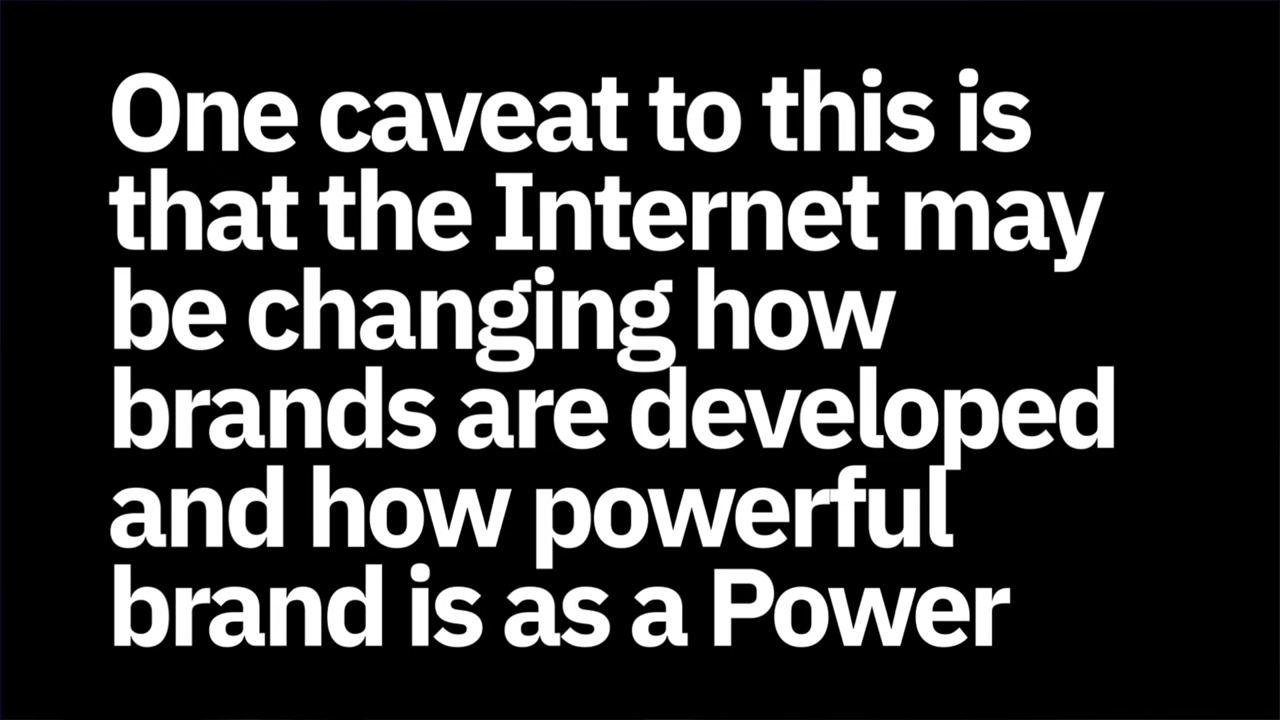 One caveat to this is
that the Internet may
be changing how
brands are developed
and how powerful
brand is as a Power